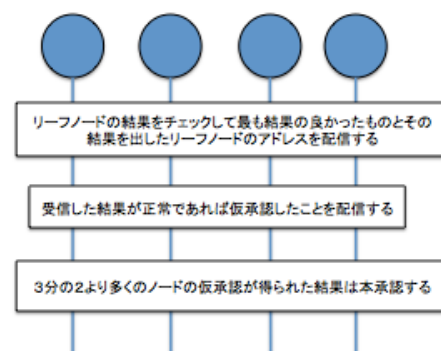 リーフノードの結果をチェックして最も結果の良かったものとその
結果を出したリーフノードのアドレスを配信する
受信した結果が正常であれば仮承認したことを配信する
3分の2より多くのノードの仮承認が得られた結果は本承認する